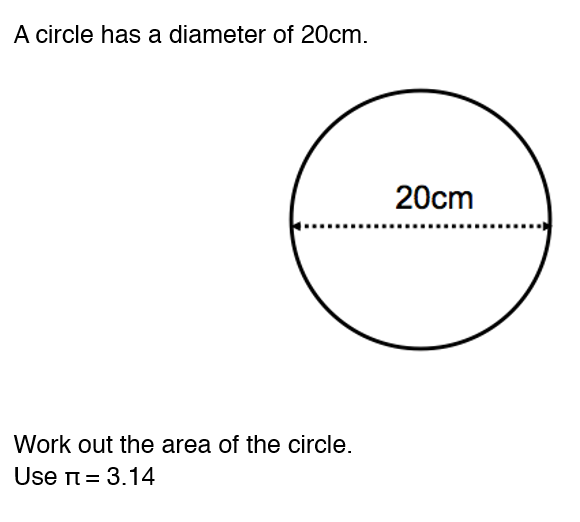 A circle has a diameter of 20cm.
20cm
Work out the area of the circle.
Use π = 3.14